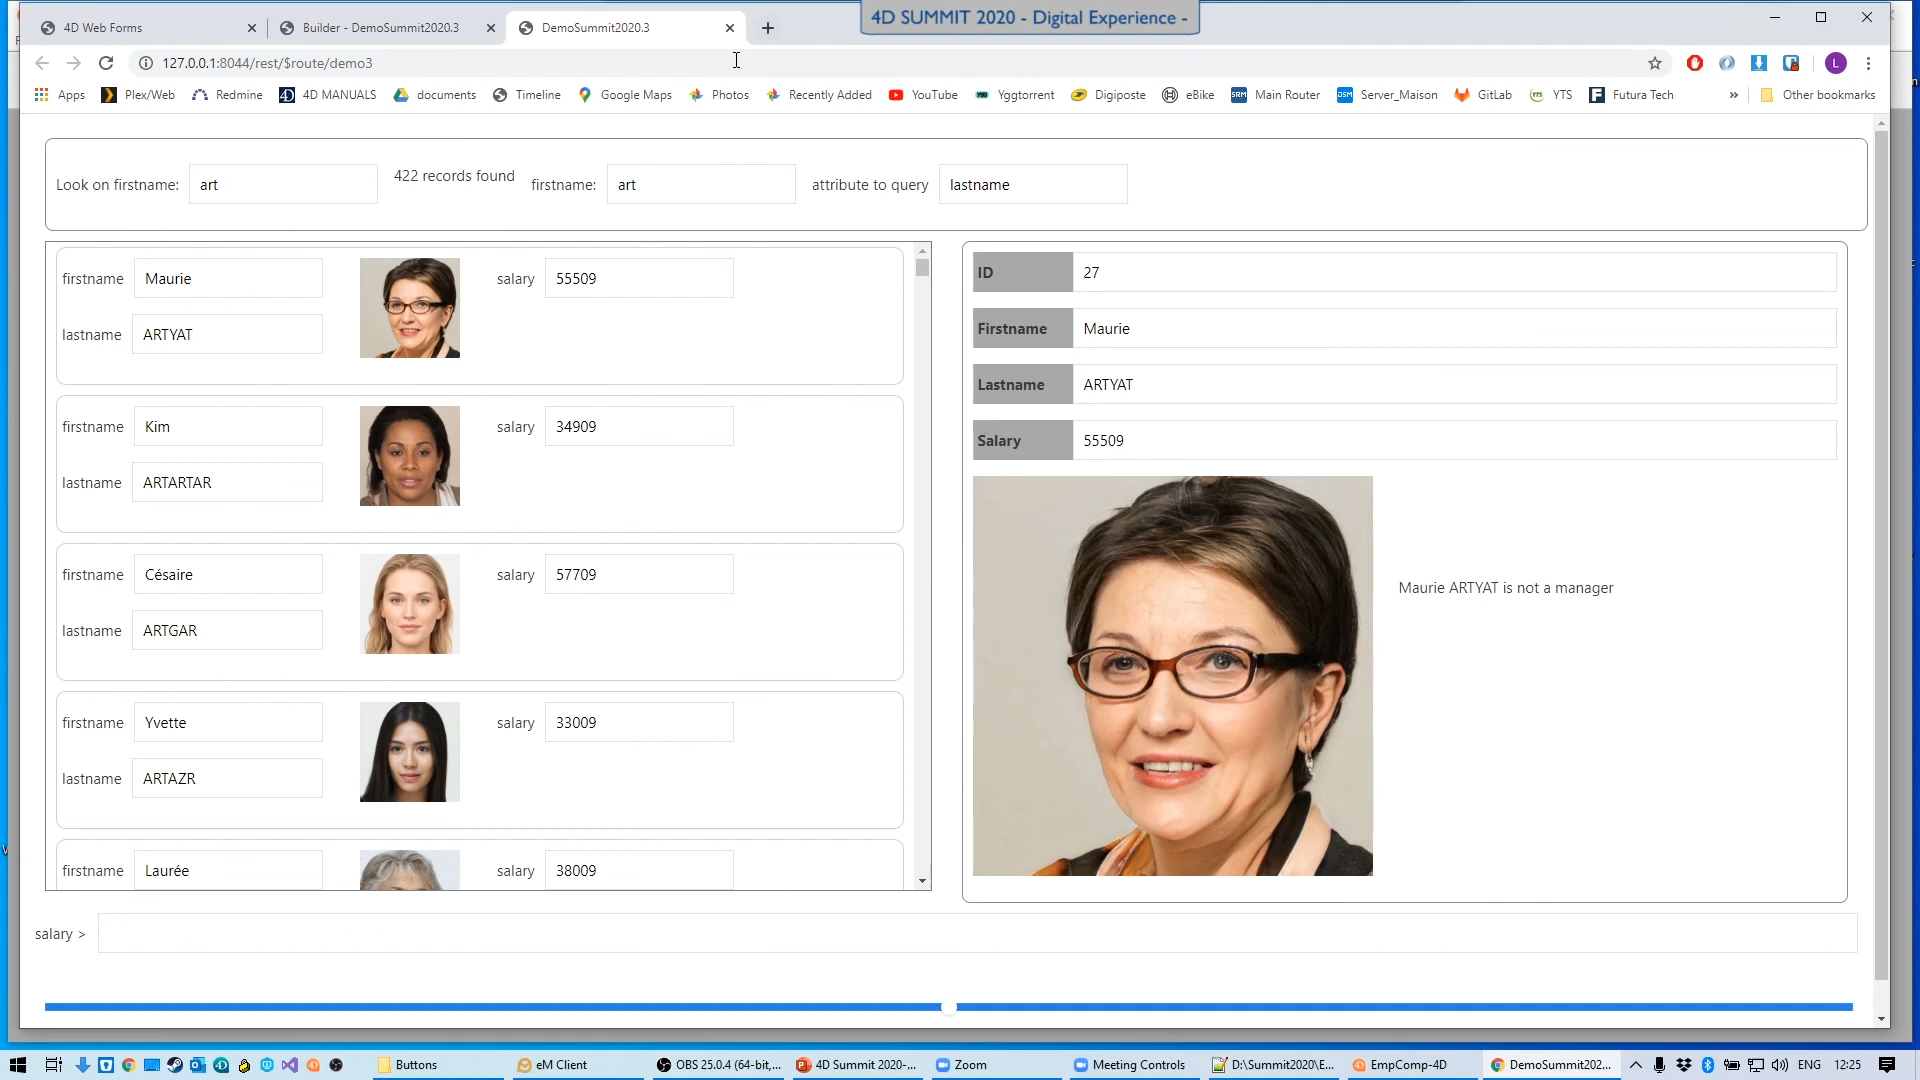 4D SUMMIT 2020 - Digital Experience -
4D Web Forms
Builder - DemoSummit2020.3
DemoSummit2020.3
127.0.0.1:8044/rest/$route/demo3
L
Apps
Plex/Web
Redmine
4D MANUALS
documents
Timeline
Google Maps
Photos
Recently Added
YouTube
Yggtorrent
Digiposte
eBike
Main Router
Server_Maison
GitLab
YTS
Futura Tech
»
Other bookmarks
Look on firstname: art
422 records found
firstname: art
attribute to query lastname
firstname Maurie
salary 55509
lastname ARTYAT
firstname Kim
salary 34909
lastname ARTARTAR
firstname Césaire
salary 57709
lastname ARTGAR
firstname Yvette
salary 33009
lastname ARTAZR
firstname Laurée
salary 38009
ID 27
Firstname Maurie
Lastname ARTYAT
Salary 55509
Maurie ARTYAT is not a manager
salary >
Buttons
eM Client
OBS 25.0.4 (64-bit,...
4D Summit 2020-...
Zoom
Meeting Controls
D:\Summit2020\E...
EmpComp-4D
DemoSummit202...
ENG
12:25